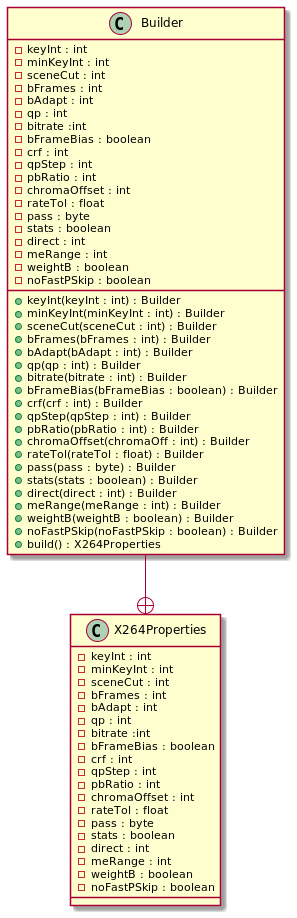 C Builder
keyInt : int
minKeyInt : int
sceneCut : int
bFrames : int
bAdapt : int
qp : int
bitrate :int
bFrameBias : boolean
crf : int
qpStep : int
pbRatio : int
chromaOffset : int
rateTol : float
pass : byte
stats : boolean
direct : int
meRange : int
weightB : boolean
noFastPSkip : boolean
keyInt(keyInt : int) : Builder
minKeyInt(minKeyInt : int) : Builder
sceneCut(sceneCut : int) : Builder
bFrames(bFrames : int) : Builder
bAdapt(bAdapt : int) : Builder
qp(qp : int) : Builder
bitrate(bitrate : int) : Builder
bFrameBias(bFrameBias : boolean) : Builder
crf(crf : int) : Builder
qpStep(qpStep : int) : Builder
pbRatio(pbRatio : int) : Builder
chromaOffset(chromaOff : int) : Builder
rateTol(rateTol : float) : Builder
pass(pass : byte) : Builder
stats(stats : boolean) : Builder
direct(direct : int) : Builder
meRange(meRange : int) : Builder
weightB(weightB : boolean) : Builder
noFastPSkip(noFastPSkip : boolean) : Builder
build() : X264Properties
C X264Properties
keyInt : int
minKeyInt : int
sceneCut : int
bFrames : int
bAdapt : int
qp : int
bitrate :int
bFrameBias : boolean
crf : int
qpStep : int
pbRatio : int
chromaOffset : int
rateTol : float
pass : byte
stats : boolean
direct : int
meRange : int
weightB : boolean
noFastPSkip : boolean